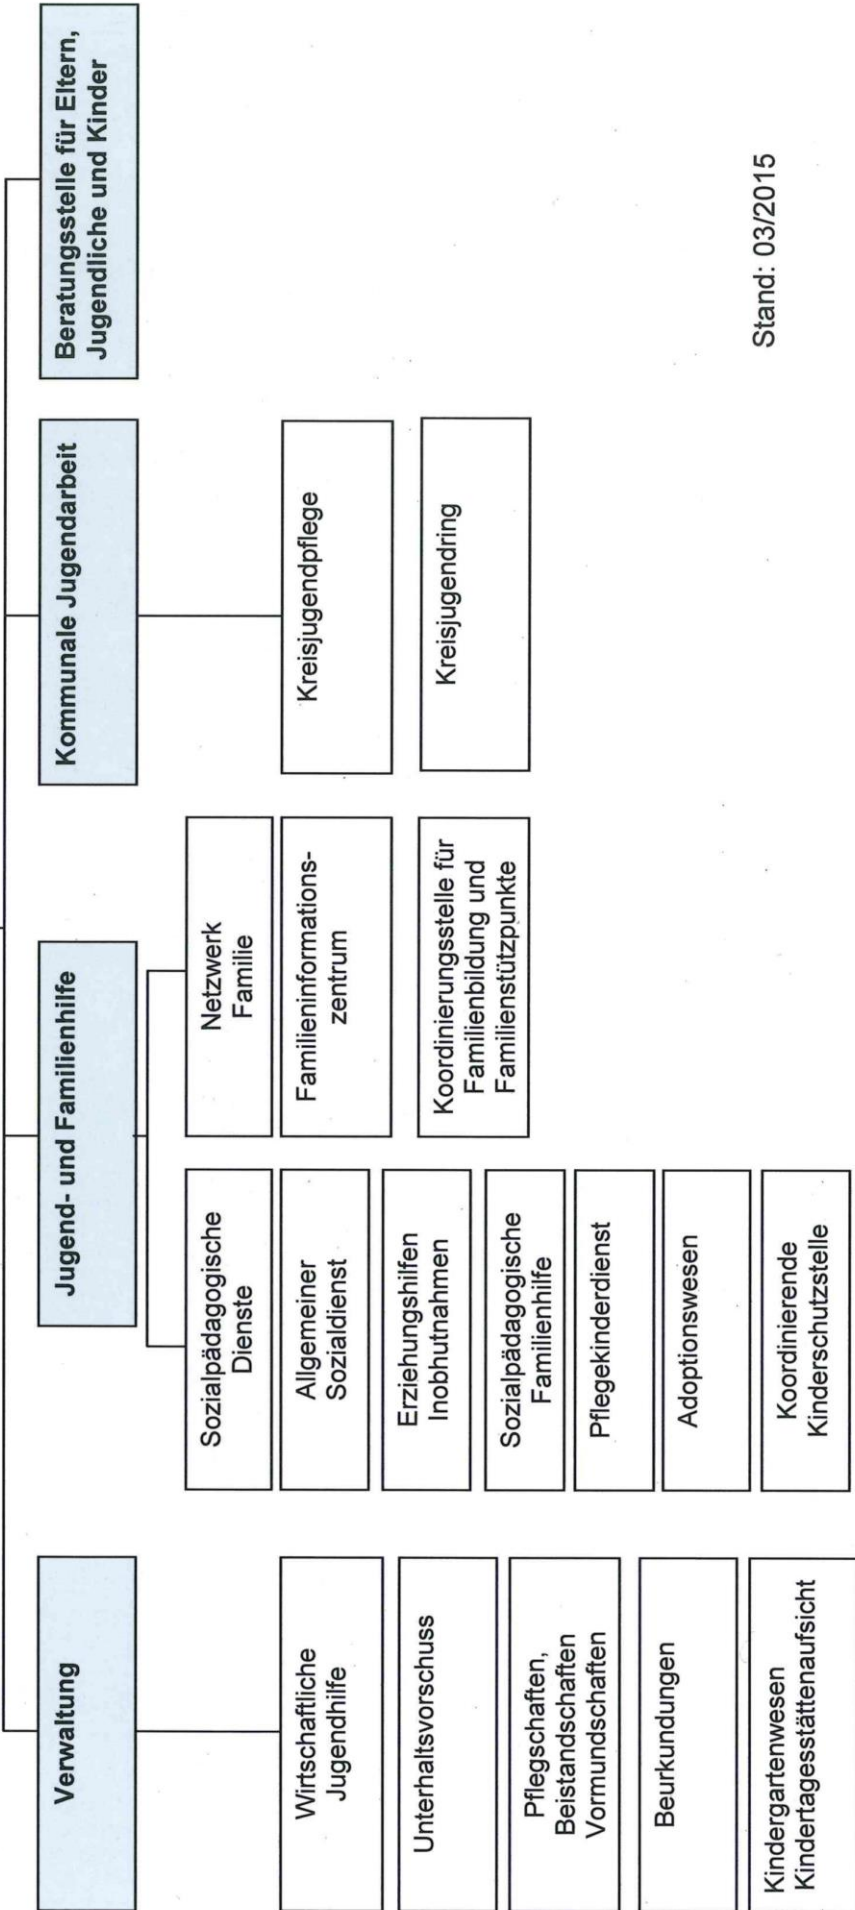 Verwaltung
Wirtschaftliche
Jugendhilfe
Unterhaltsvorschuss
Pflegschaften,
Beistandschaften
Vormundschaften
Beurkundungen
Kindergartenwesen
Kindertagesstättenaufsicht
Jugend- und Familienhilfe
Sozialpädagogische
Dienste
Allgemeiner
Sozialdienst
Erziehungshilfen
Inobhutnahmen
Sozialpädagogische
Familienhilfe
Pflegekinderdienst
Adoptionswesen
Koordinierende
Kinderschutzstelle
Netzwerk
Familie
Familieninformations-
zentrum
Koordinierungsstelle für
Familienbildung und
Familienstützpunkte
Kommunale Jugendarbeit
Kreisjugendpflege
Kreisjugendring
Beratungsstelle für Eltern,
Jugendliche und Kinder
Stand: 03/2015